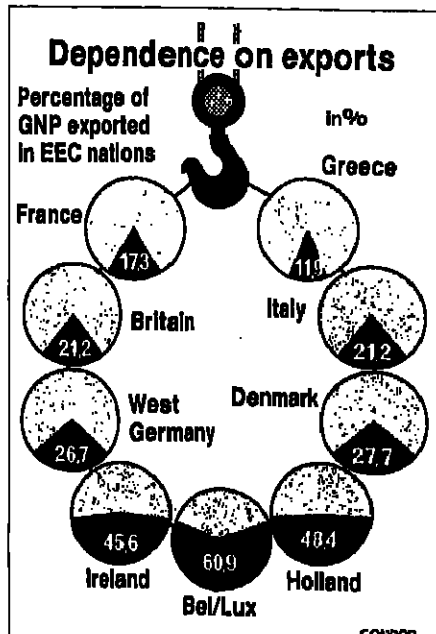 Dependence on exports
Percentage of
GNP exported
in EEC nations
in%
Greece
France
17,3
11,9
Britain
Italy
21,2
21,2
West
Germany
Denmark
26,7
27,7
45,6
60,9
48,4
Ireland
Bel/Lux
Holland